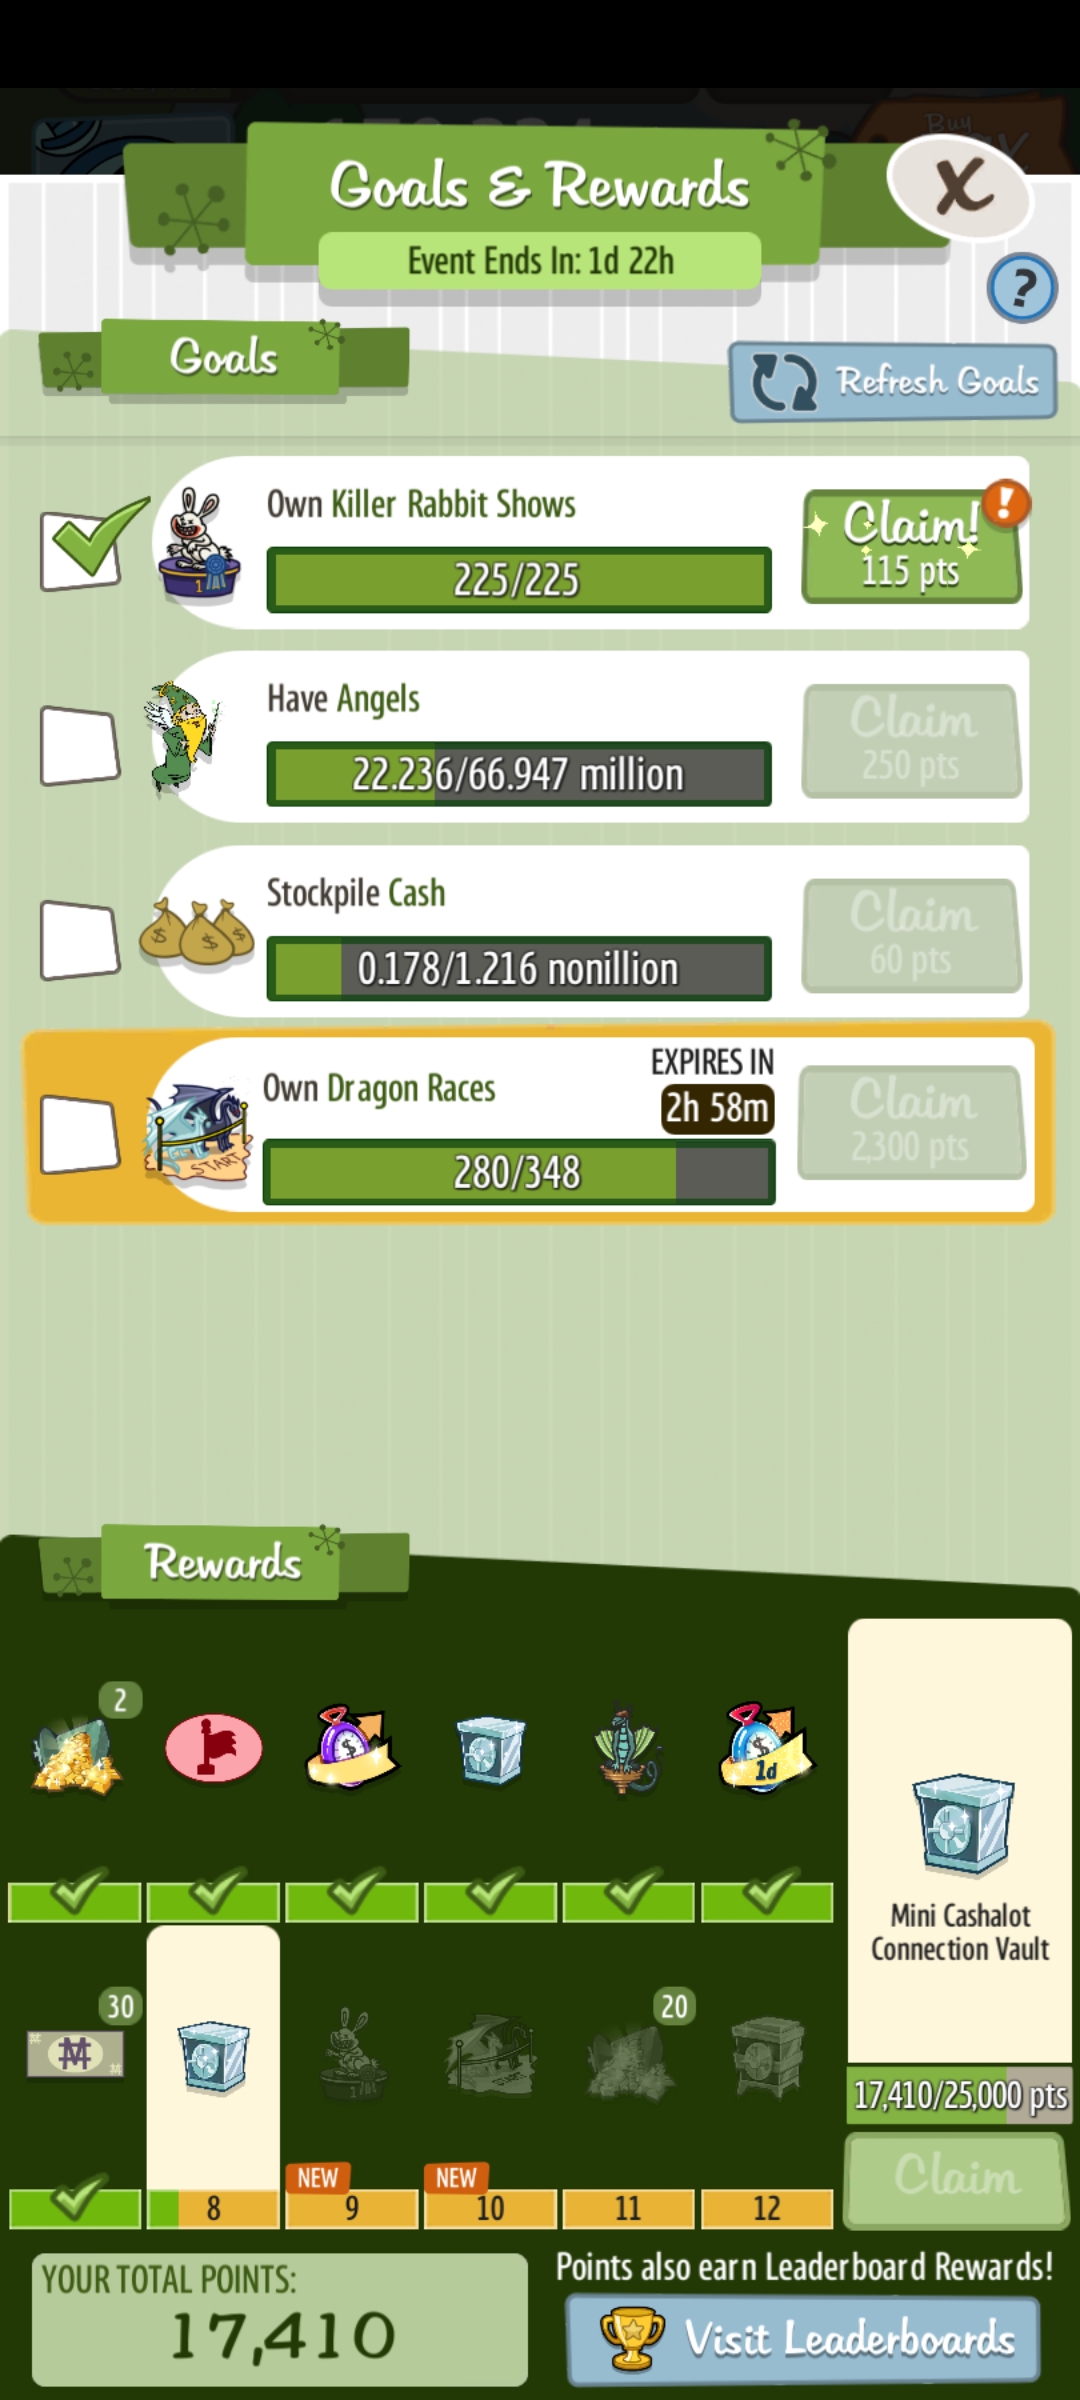 Buy
Goals & Rewards
X
Event Ends In: 1d 22h
?
Goals
Refresh Goals
Own Killer Rabbit Shows
225/225
Claim!
115 pts
!
1
Have Angels
22.236/66.947 million
Claim
250 pts
Stockpile Cash
0.178/1.216 nonillion
Claim
60 pts
$ $ $
Own Dragon Races
EXPIRES IN
2h 58m
280/348
Claim
2,300 pts
START
Rewards
2
$
1d
Mini Cashalot
Connection Vault
30
20
17,410/25,000 pts
NEW
NEW
8
9
10
11
12
Claim
YOUR TOTAL POINTS:
17,410
Points also earn Leaderboard Rewards!
Visit Leaderboards